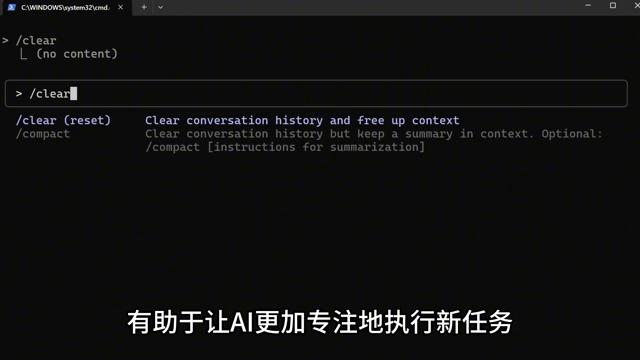 C:\WINDOWS\system32\cmd.
> /clear
⎿ (no content)
> /clear
/clear (reset) Clear conversation history and free up context
/compact Clear conversation history but keep a summary in context. Optional:
/compact [instructions for summarization]
有助于让AI更加专注地执行新任务